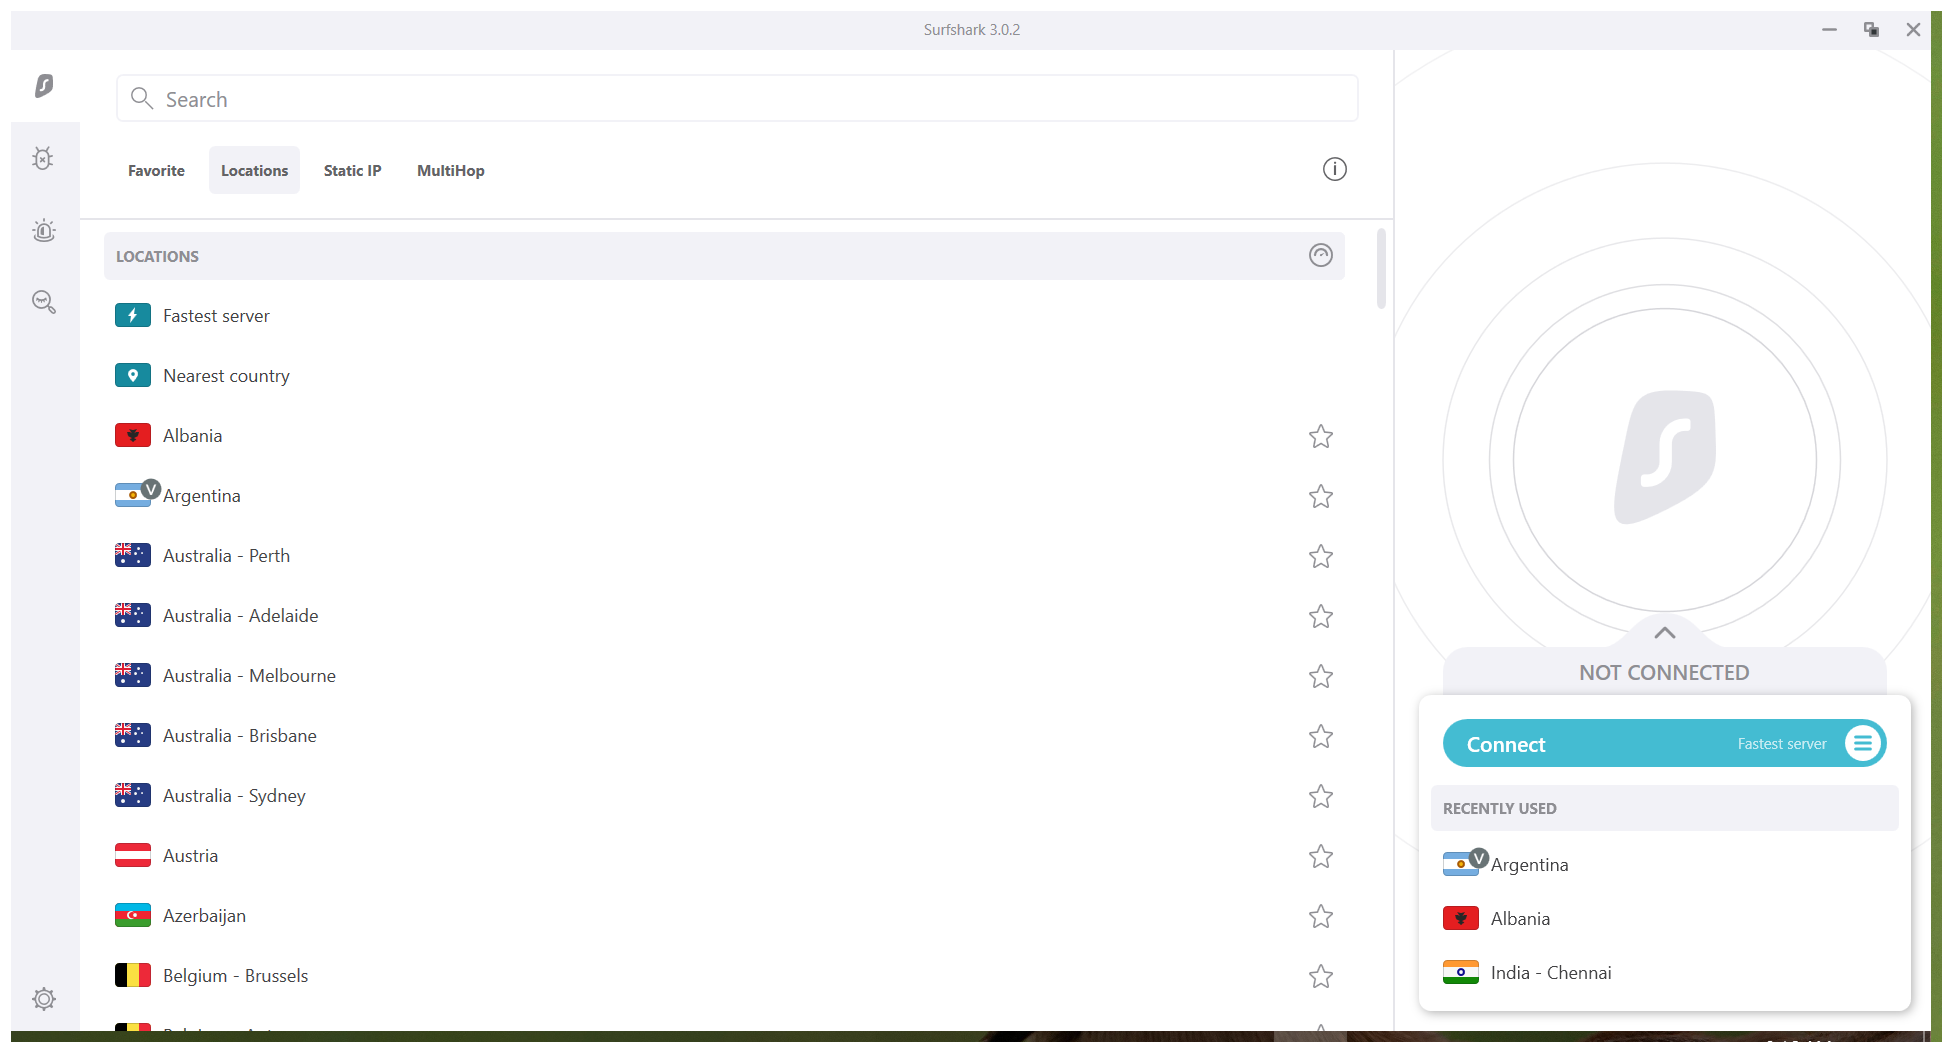 Surfshark 3.0.2
Search
Favorite
Locations
Static IP
MultiHop
LOCATIONS
Fastest server
Nearest country
Albania
V
Argentina
Australia - Perth
Australia - Adelaide
Australia - Melbourne
Australia - Brisbane
Australia - Sydney
Austria
Azerbaijan
Belgium - Brussels
NOT CONNECTED
Connect
Fastest server
RECENTLY USED
V
Argentina
Albania
India - Chennai